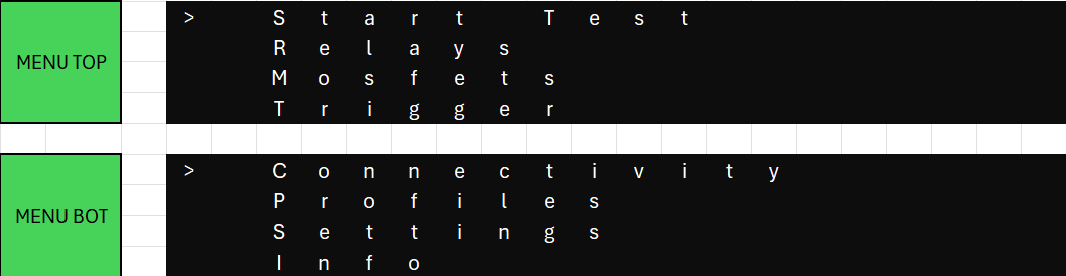 MENU TOP
> Start Test
Relays
Mosfets
Trigger
MENU BOT
> Connectivity
Profiles
Settings
Info